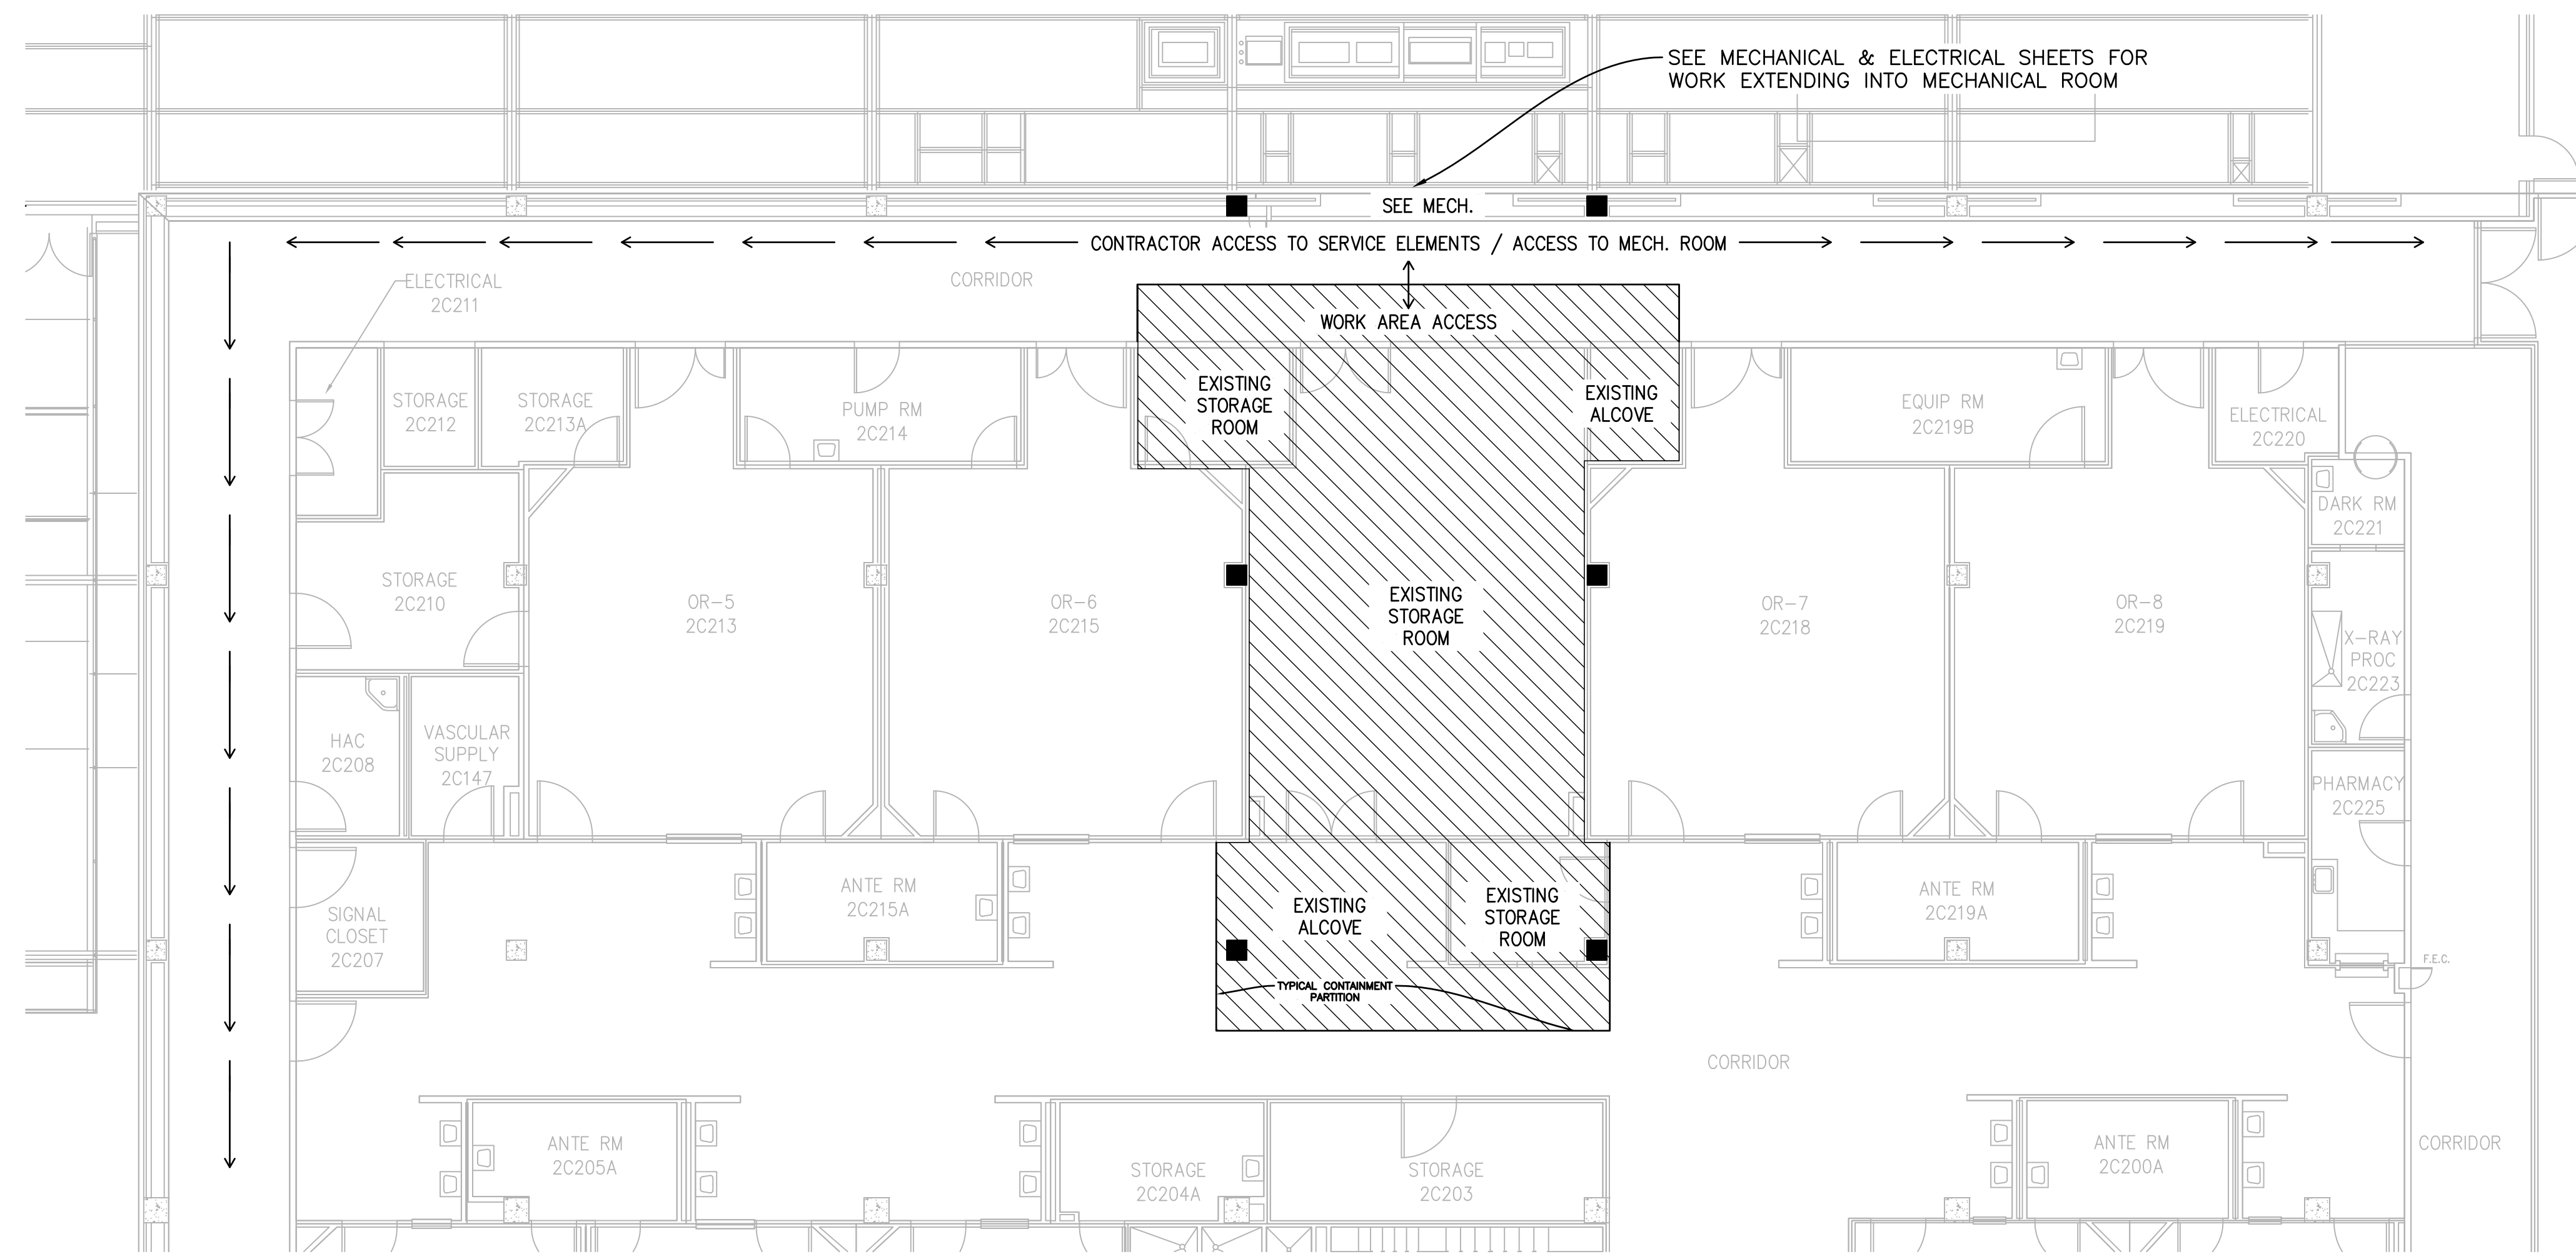 SEE MECHANICAL & ELECTRICAL SHEETS FOR
WORK EXTENDING INTO MECHANICAL ROOM
SEE MECH.
CONTRACTOR ACCESS TO SERVICE ELEMENTS / ACCESS TO MECH. ROOM
CORRIDOR
ELECTRICAL
2C211
WORK AREA ACCESS
STORAGE
2C212
STORAGE
2C213A
PUMP RM
2C214
EXISTING
STORAGE
ROOM
EXISTING
ALCOVE
EQUIP RM
2C219B
ELECTRICAL
2C220
DARK RM
2C221
STORAGE
2C210
OR-5
2C213
OR-6
2C215
EXISTING
STORAGE
ROOM
OR-7
2C218
OR-8
2C219
X-RAY
PROC
2C223
HAC
2C208
VASCULAR
SUPPLY
2C147
PHARMACY
2C225
SIGNAL
CLOSET
2C207
ANTE RM
2C215A
EXISTING
ALCOVE
EXISTING
STORAGE
ROOM
ANTE RM
2C219A
F.E.C.
TYPICAL CONTAINMENT
PARTITION
CORRIDOR
ANTE RM
2C205A
STORAGE
2C204A
STORAGE
2C203
ANTE RM
2C200A
CORRIDOR